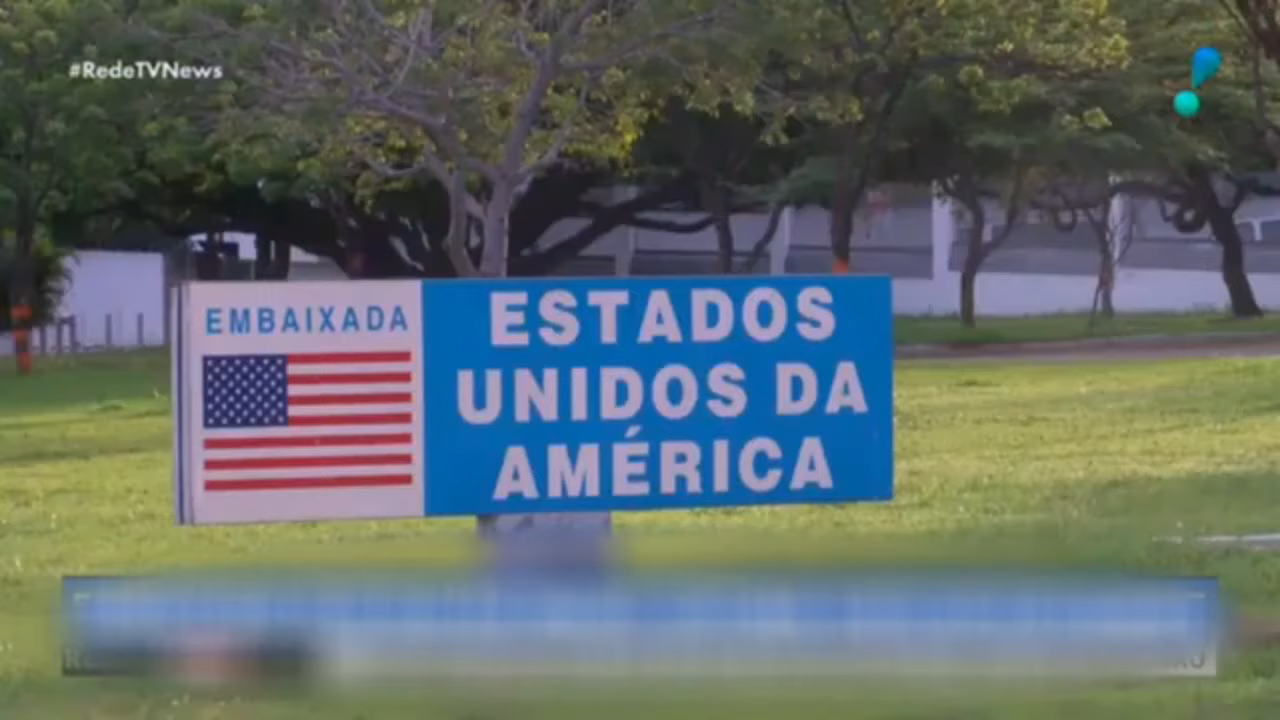 #RedeTVNews
EMBAIXADA
ESTADOS
UNIDOS DA
AMÉRICA